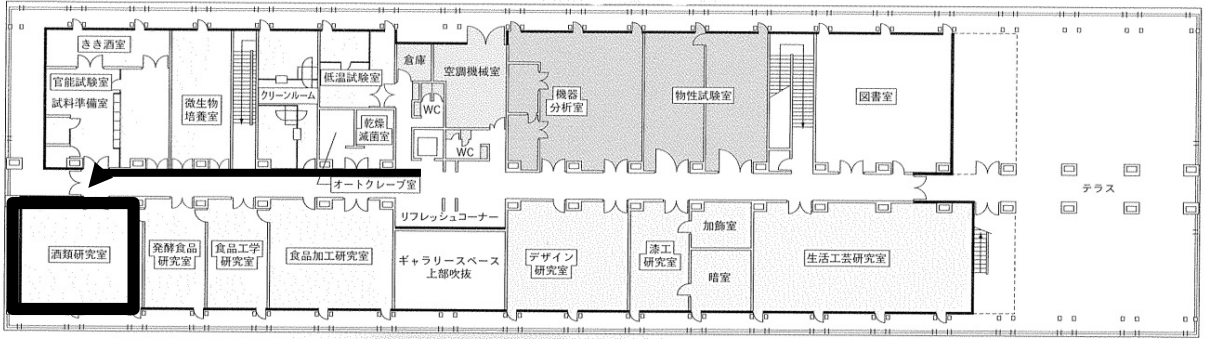 きき酒室
官能試験室
試料準備室
微生物
培養室
クリーンルーム
低温試験室
乾燥
滅菌室
オートクレーブ室
倉庫
WC
空調機械室
WC
機器
分析室
物性試験室
図書室
テラス
リフレッシュコーナー
酒類研究室
発酵食品
研究室
食品工学
研究室
食品加工研究室
ギャラリースペース
上部吹抜
デザイン
研究室
漆工
研究室
加飾室
暗室
生活工芸研究室